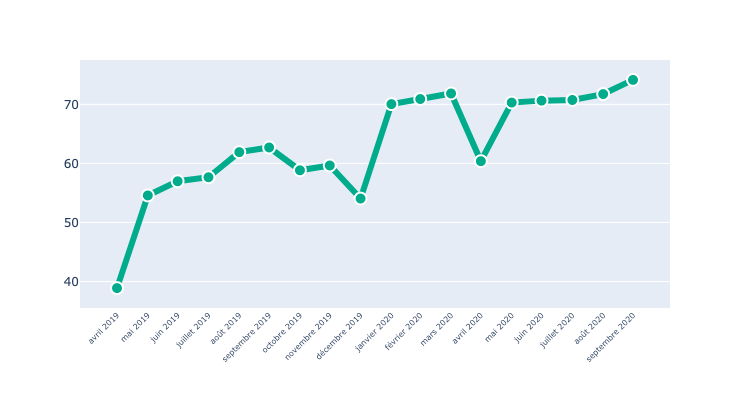 70
60
50
40
avril 2019
mai 2019
juin 2019
juillet 2019
août 2019
septembre 2019
octobre 2019
novembre 2019
décembre 2019
janvier 2020
février 2020
mars 2020
avril 2020
mai 2020
juin 2020
juillet 2020
août 2020
septembre 2020